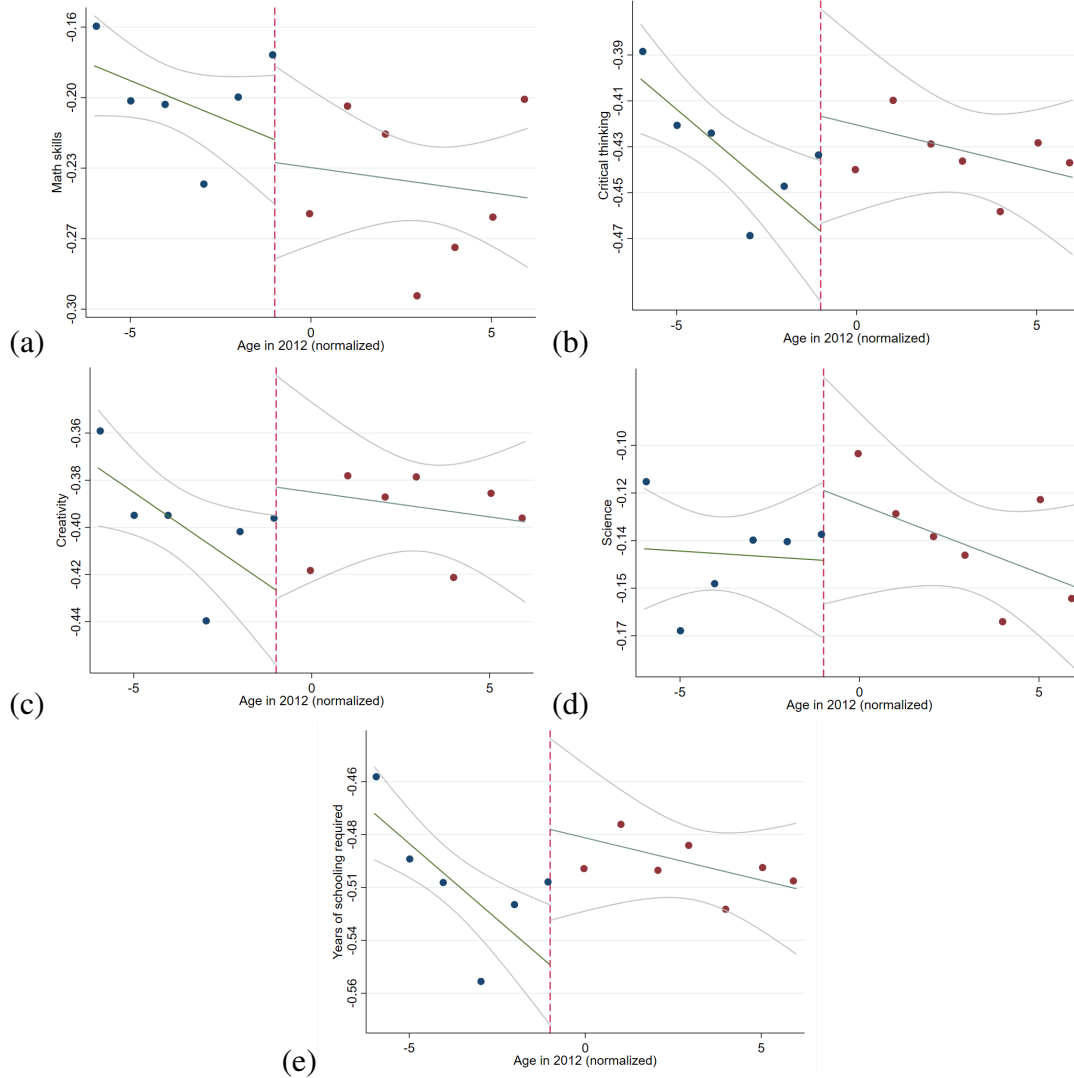 Math skills
-0.16
-0.20
-0.23
-0.27
-0.30
-5
0
5
Age in 2012 (normalized)
(a)
Critical thinking
-0.39
-0.41
-0.43
-0.45
-0.47
-5
0
5
Age in 2012 (normalized)
(b)
Creativity
-0.36
-0.38
-0.40
-0.42
-0.44
-5
0
5
Age in 2012 (normalized)
(c)
Science
-0.10
-0.12
-0.14
-0.15
-0.17
-5
0
5
Age in 2012 (normalized)
(d)
Years of schooling required
-0.46
-0.48
-0.51
-0.54
-0.56
-5
0
5
Age in 2012 (normalized)
(e)